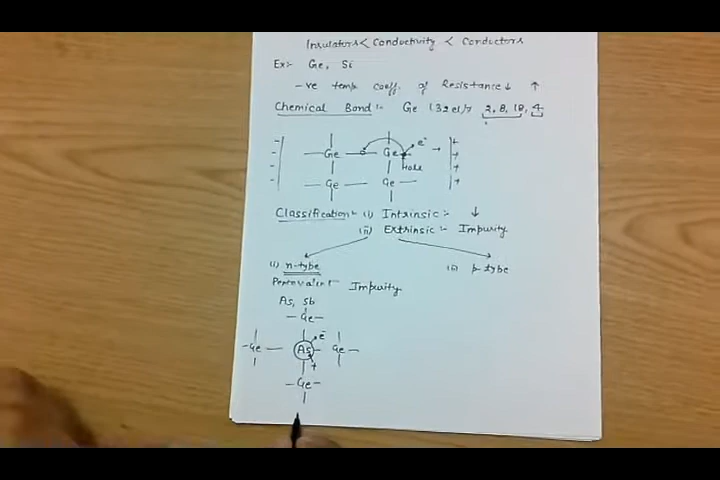 Insulators < Conductivity < Conductors
Ex:- Ge, Si
-ve temp coeff. of Resistance ↓ ↑
Chemical Bond:- Ge (32 el) → 2, 8, 18, 4
Ge Ge e⁻ →
Hole
Ge Ge
Classification:- (i) Intrinsic:- ↓
(ii) Extrinsic:- Impurity
(i) n-type (ii) p-type
Pentavalent Impurity
As, Sb
-Ge-
e⁻
-Ge- As- Ge-
+
-Ge-